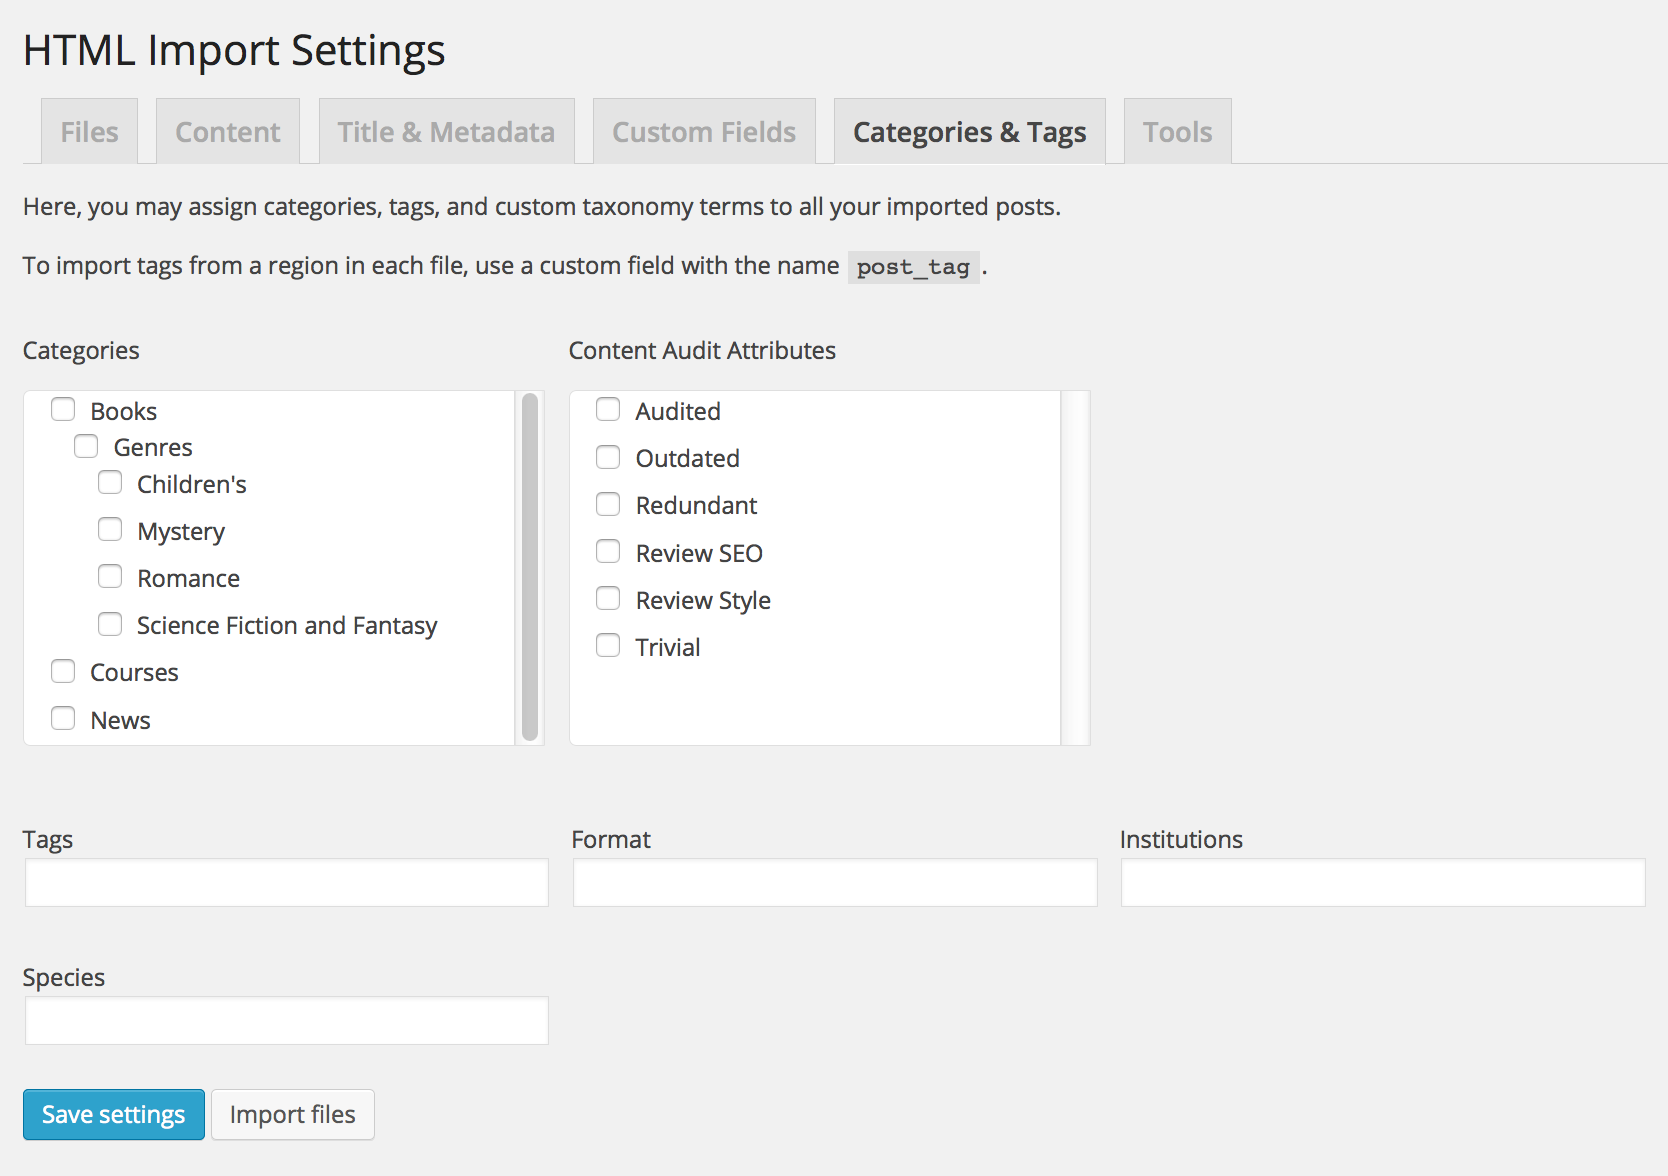 HTML Import Settings
Files Content Title & Metadata Custom Fields Categories & Tags Tools
Here, you may assign categories, tags, and custom taxonomy terms to all your imported posts.
To import tags from a region in each file, use a custom field with the name post_tag .
Categories
Books
Genres
Children's
Mystery
Romance
Science Fiction and Fantasy
Courses
News
Content Audit Attributes
Audited
Outdated
Redundant
Review SEO
Review Style
Trivial
Tags Format Institutions
Species
Save settings Import files